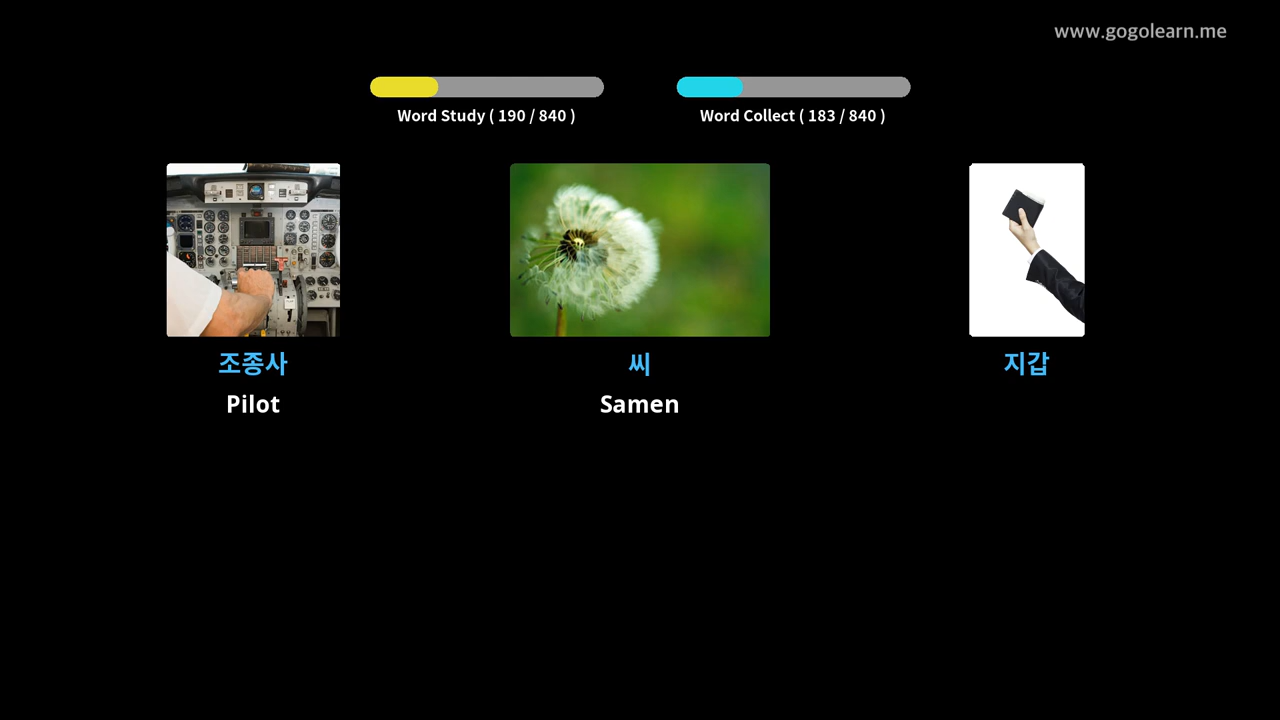 www.gogolearn.me
Word Study ( 190 / 840 )
Word Collect ( 183 / 840 )
조종사
Pilot
씨
Samen
지갑